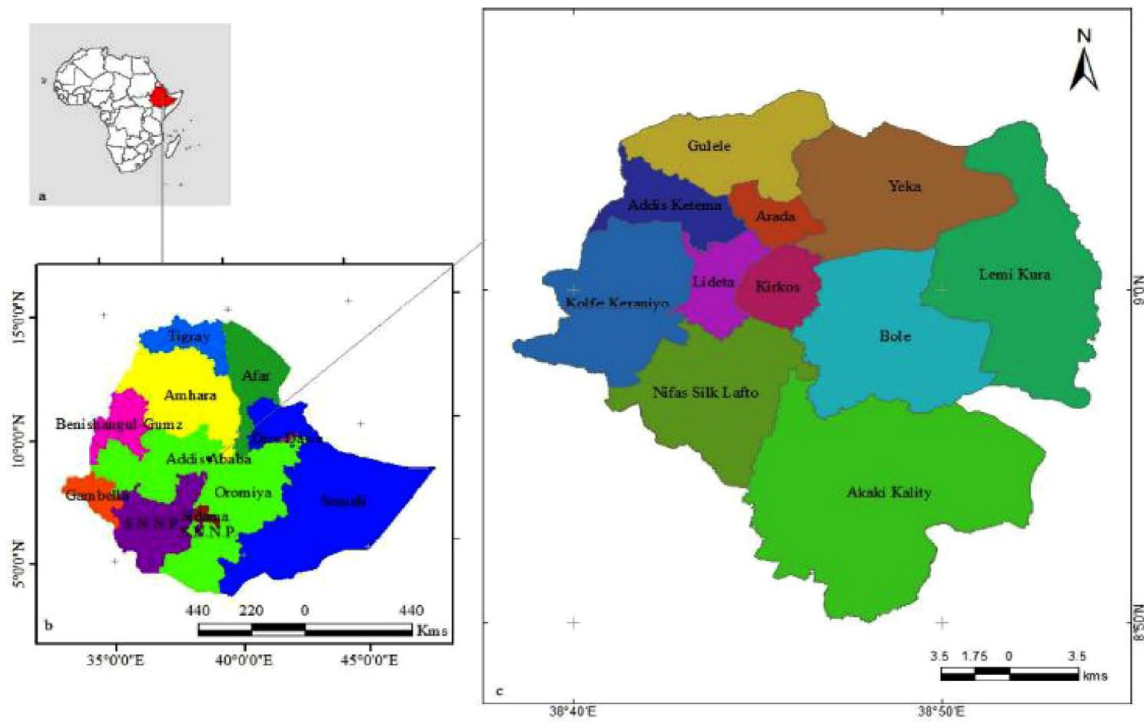 a
15°0'0"N
10°0'0"N
5°0'0"N
Tigray
Afar
Amhara
Benishangul Gumz
Dire Dawa
Addis Ababa
Gambella
Oromiya
Somali
Sidama
S.N.N.P
S.N.N.P.
440 220 0 440
Kms
b
35°0'0"E 40°0'0"E 45°0'0"E
N
Gulele
Yeka
Addis Ketema
Arada
Lemi Kura
Lideta
Kirkos
Kolfe Keraniyo
Bole
Nifas Silk Lafto
Akaki Kality
9°0'N
8°50'N
3.5 1.75 0 3.5
kms
c
38°40'E 38°50'E